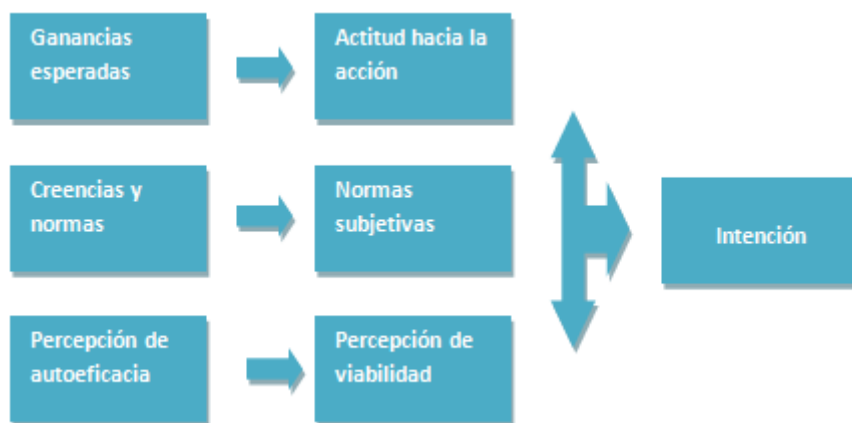 Ganancias
esperadas
Actitud hacia la
acción
Creencias y
normas
Normas
subjetivas
Intención
Percepción de
autoeficacia
Percepción de
viabilidad